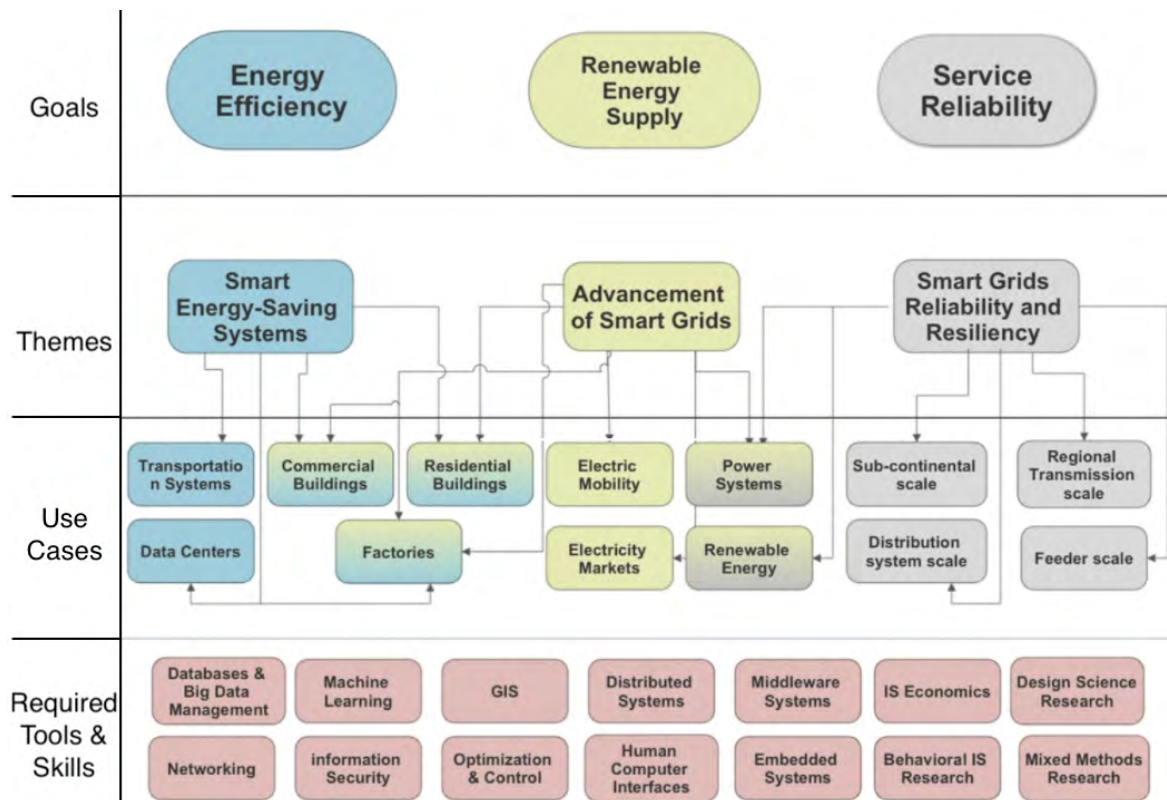 Goals
Energy
Efficiency
Renewable
Energy
Supply
Service
Reliability
Themes
Smart
Energy-Saving
Systems
Advancement
of Smart Grids
Smart Grids
Reliability and
Resiliency
Use
Cases
Transportatio
n Systems
Commercial
Buildings
Residential
Buildings
Electric
Mobility
Power
Systems
Sub-continental
scale
Regional
Transmission
scale
Data Centers
Factories
Electricity
Markets
Renewable
Energy
Distribution
system scale
Feeder scale
Required
Tools &
Skills
Databases &
Big Data
Management
Machine
Learning
GIS
Distributed
Systems
Middleware
Systems
IS Economics
Design Science
Research
Networking
information
Security
Optimization
& Control
Human
Computer
Interfaces
Embedded
Systems
Behavioral IS
Research
Mixed Methods
Research